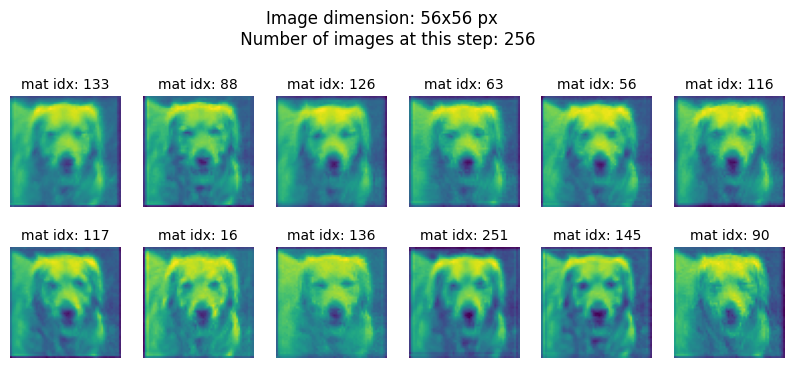 Image dimension: 56x56 px
Number of images at this step: 256
mat idx: 133
mat idx: 88
mat idx: 126
mat idx: 63
mat idx: 56
mat idx: 116
mat idx: 117
mat idx: 16
mat idx: 136
mat idx: 251
mat idx: 145
mat idx: 90